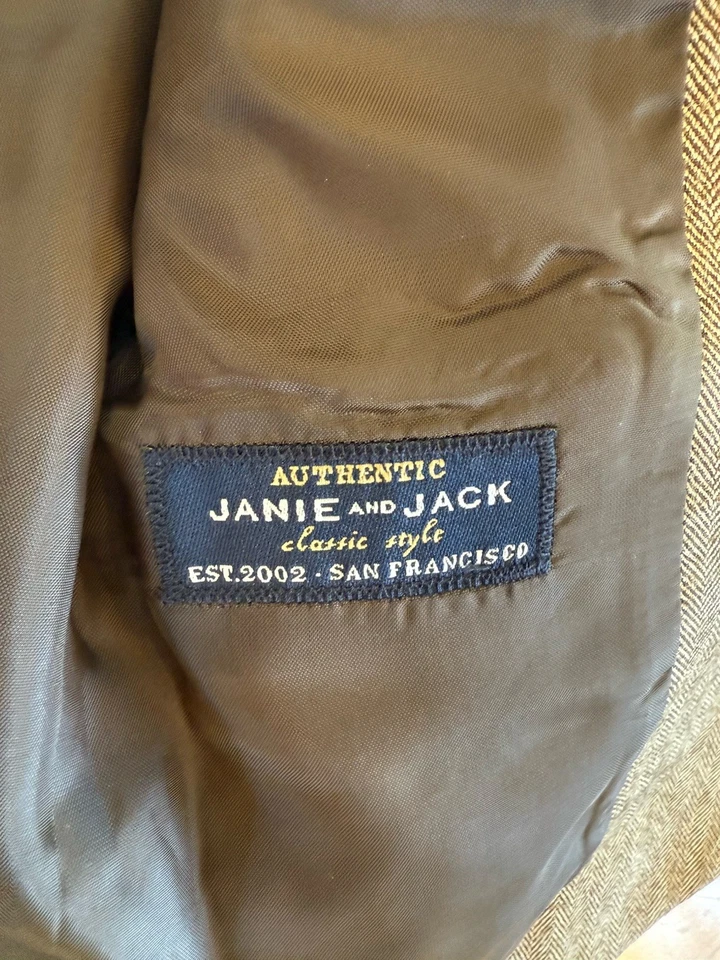 AUTHENTIC
JANIE AND JACK
classic style
EST.2002 · SAN FRANCISCO